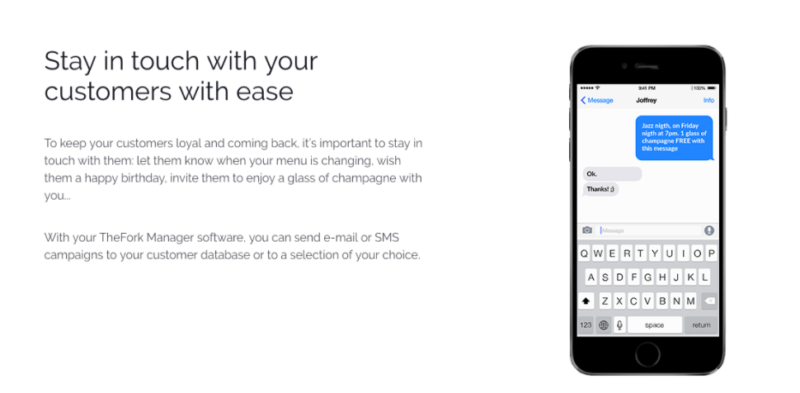 Stay in touch with your
customers with ease
To keep your customers loyal and coming back, it's important to stay in
touch with them: let them know when your menu is changing, wish
them a happy birthday, invite them to enjoy a glass of champagne with
you...
With your TheFork Manager software, you can send e-mail or SMS
campaigns to your customer database or to a selection of your choice.
9:41 PM 100%
Message Joffrey Info
Jazz nigth, on Friday
nigth at 7pm. 1 glass of
champagne FREE with
this message
Ok.
Thanks! ;)
Message
Q W E R T Y U I O P
A S D F G H J K L
Z X C V B N M
123 space return